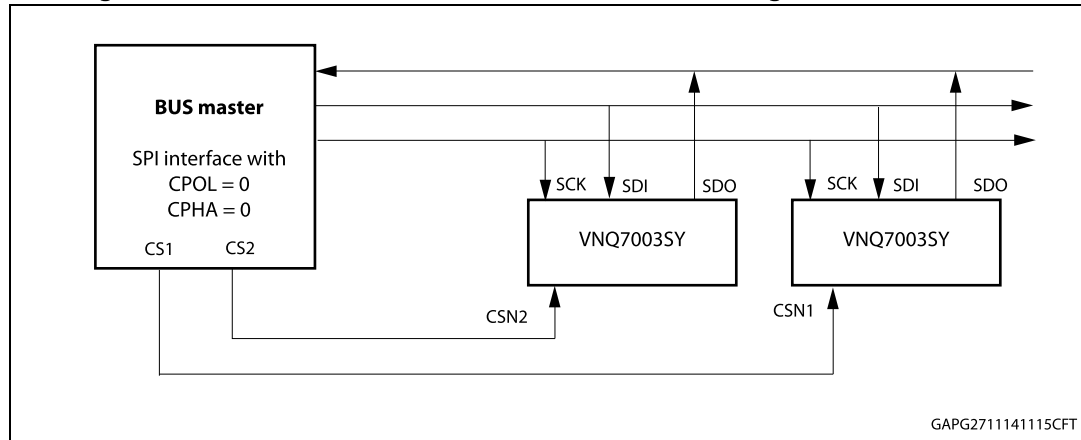 BUS master
SPI interface with
CPOL = 0
CPHA = 0
CS1 CS2
SCK SDI SDO
VNQ7003SY
CSN2
SCK SDI SDO
VNQ7003SY
CSN1
GAPG2711141115CFT